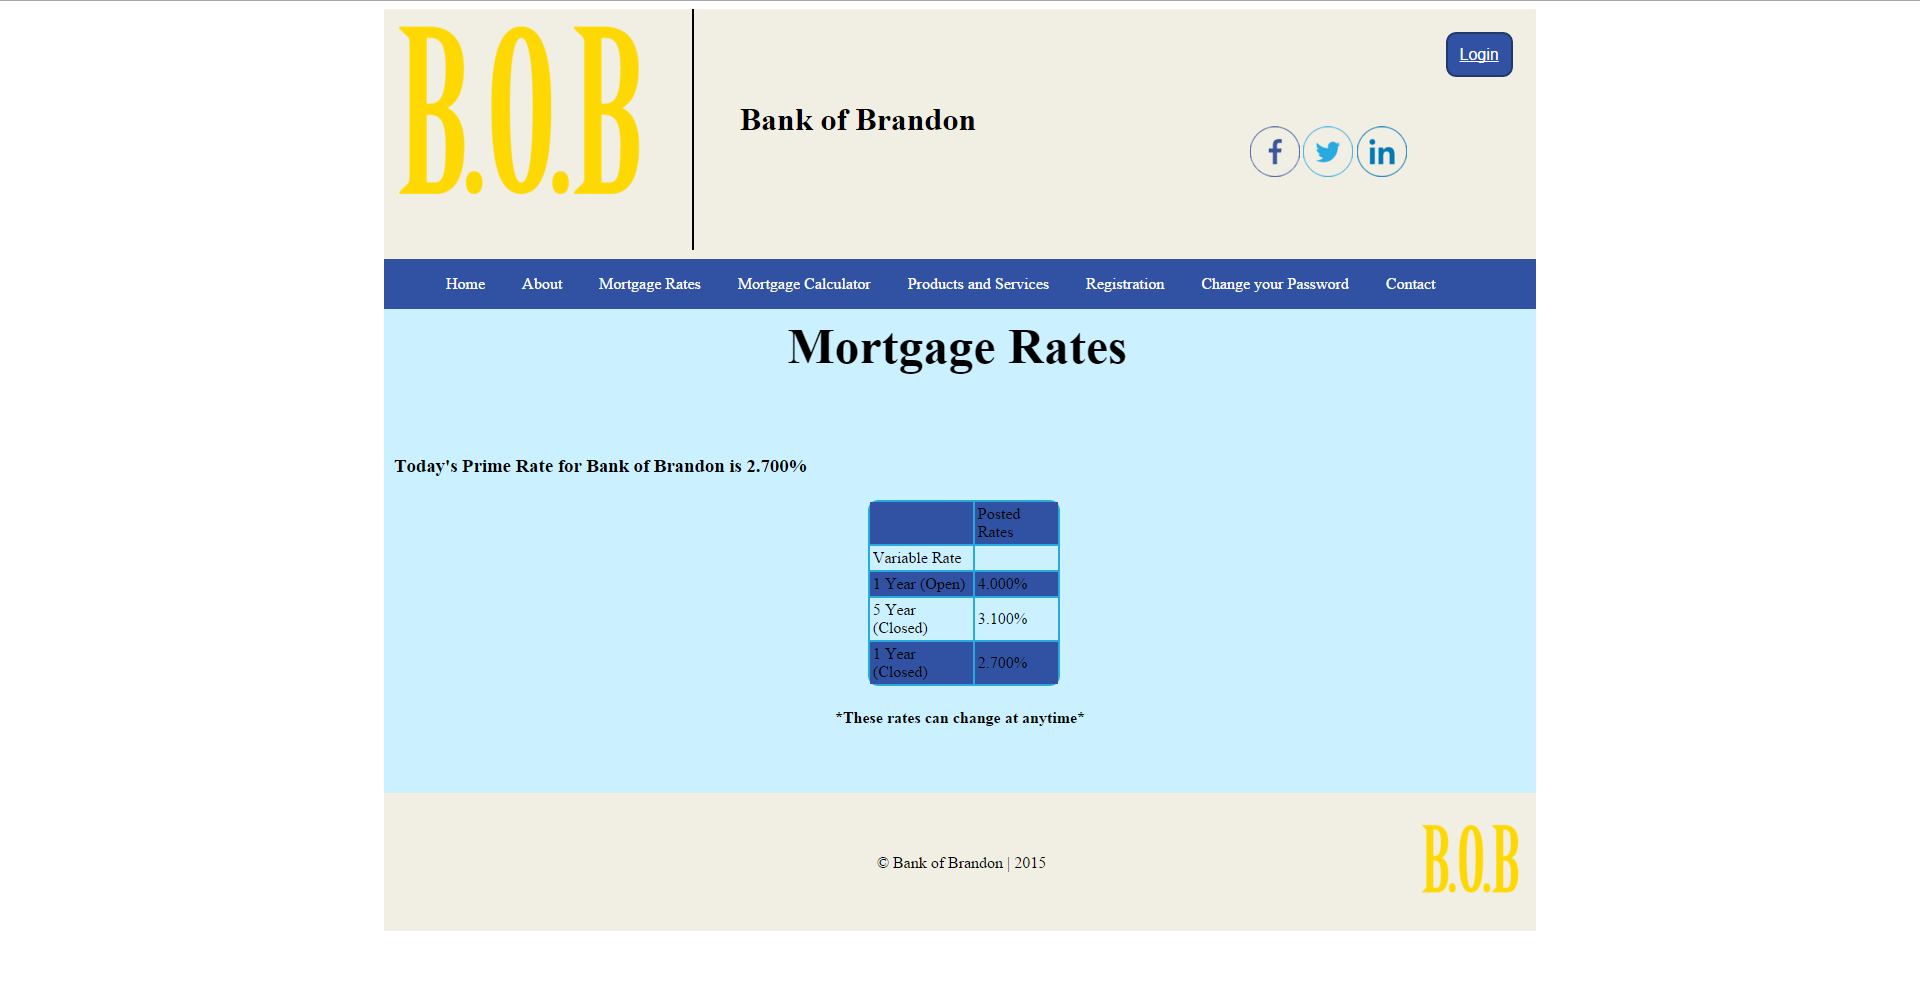 B.O.B
Login
Bank of Brandon
Home About Mortgage Rates Mortgage Calculator Products and Services Registration Change your Password Contact
Mortgage Rates
Today's Prime Rate for Bank of Brandon is 2.700%
Posted
Rates
Variable Rate
1 Year (Open) 4.000%
5 Year
(Closed) 3.100%
1 Year
(Closed) 2.700%
*These rates can change at anytime*
© Bank of Brandon | 2015
B.O.B